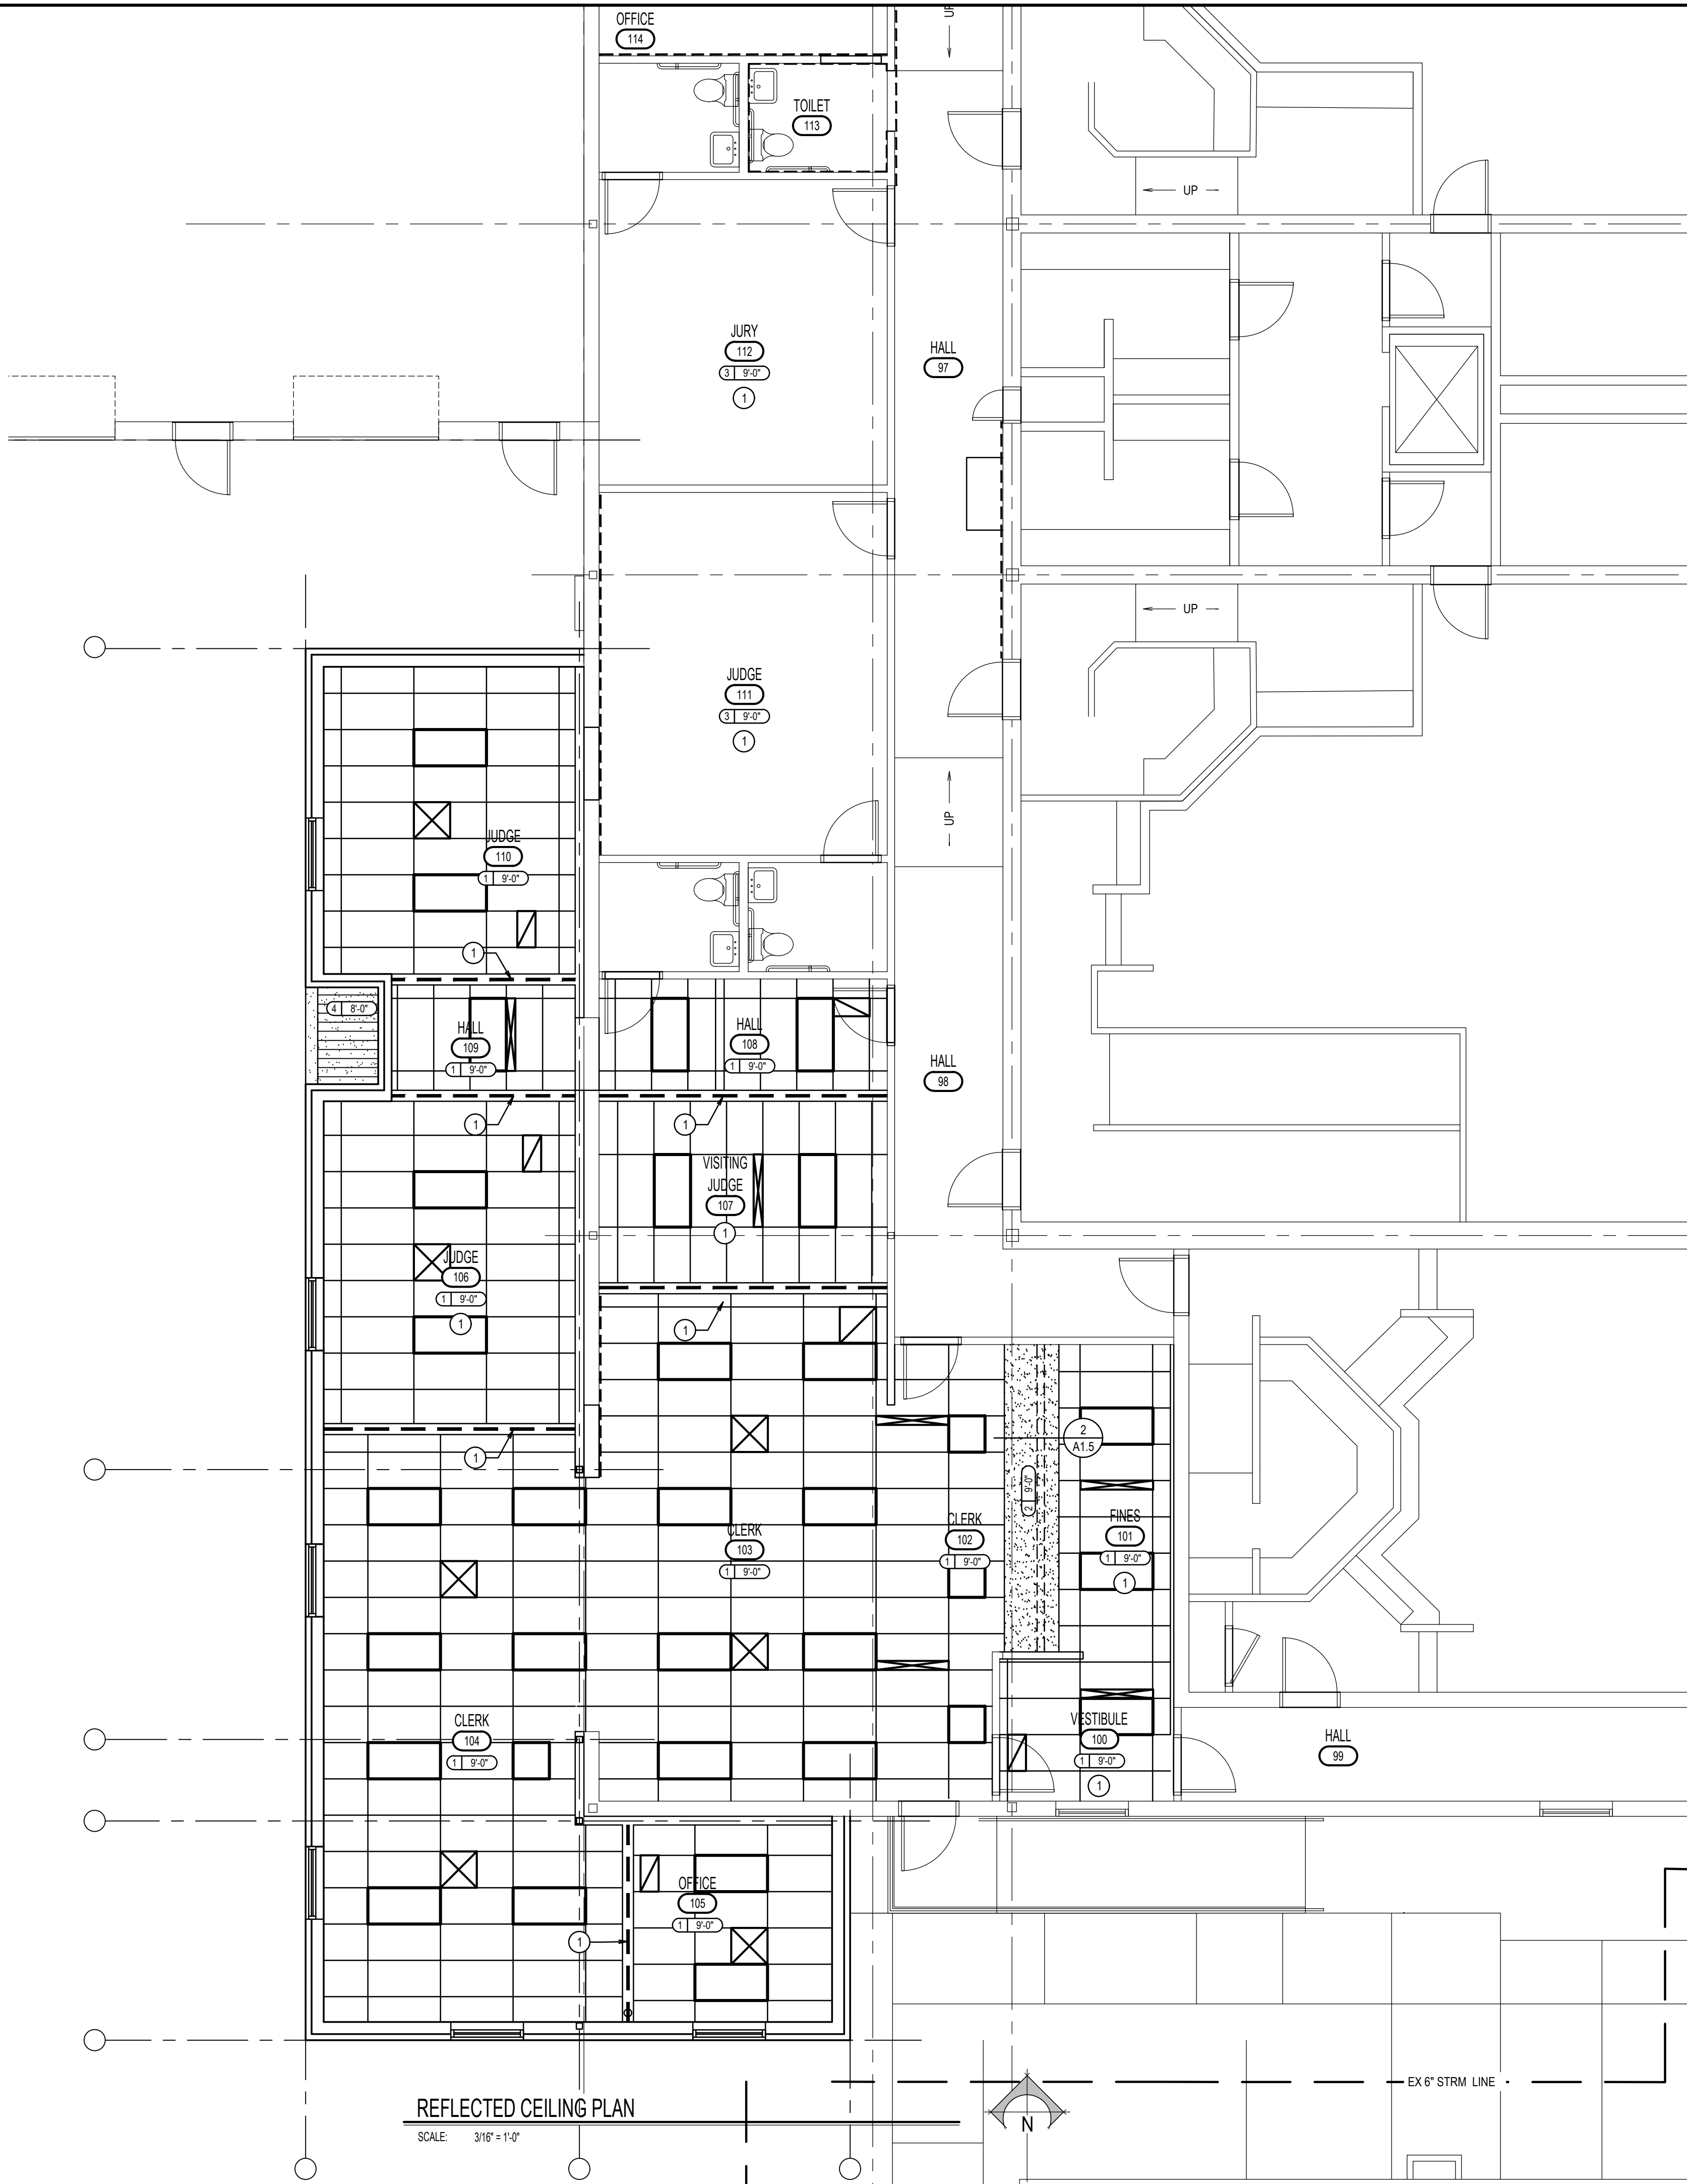 OFFICE
114
UP
TOILET
113
UP
JURY
112
3 9'-0"
1
HALL
97
UP
JUDGE
111
3 9'-0"
1
UP
JUDGE
110
1 9'-0"
1
4 8'-0"
HALL
109
1 9'-0"
HALL
108
1 9'-0"
HALL
98
1
1
VISITING
JUDGE
107
1
JUDGE
106
1 9'-0"
1
1
1
2
A1.5
2 9'-0"
CLERK
103
1 9'-0"
CLERK
102
1 9'-0"
FINES
101
1 9'-0"
1
CLERK
104
1 9'-0"
VESTIBULE
100
1 9'-0"
1
HALL
99
OFFICE
105
1 9'-0"
1
EX 6" STRM LINE
REFLECTED CEILING PLAN
SCALE: 3/16" = 1'-0"
N